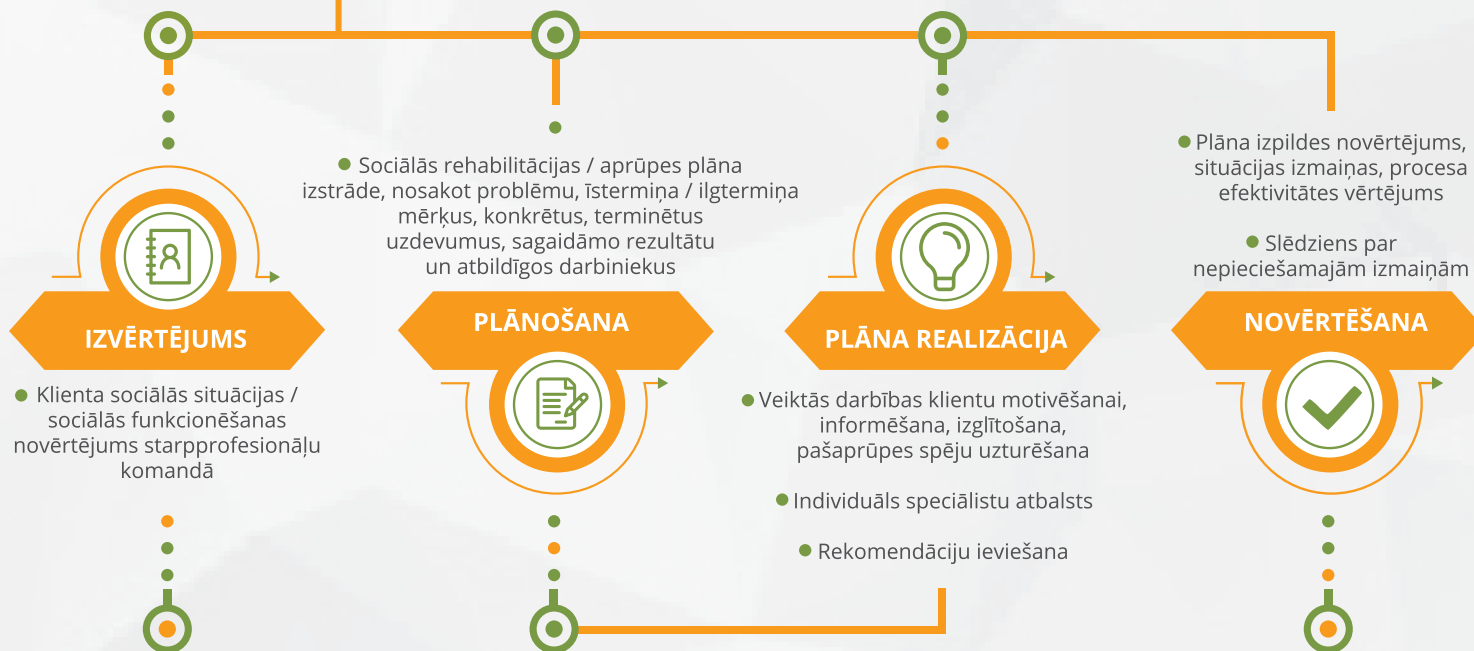 IZVĒRTĒJUMS
● Klienta sociālās situācijas /
sociālās funkcionēšanas
novērtējums starpprofesionāļu
komandā
● Sociālās rehabilitācijas / aprūpes plāna
izstrāde, nosakot problēmu, īstermiņa / ilgtermiņa
mērķus, konkrētus, terminētus
uzdevumus, sagaidāmo rezultātu
un atbildīgos darbiniekus
PLĀNOŠANA
PLĀNA REALIZĀCIJA
● Veiktās darbības klientu motivēšanai,
informēšana, izglītošana,
pašaprūpes spēju uzturēšana
● Individuāls speciālistu atbalsts
● Rekomendāciju ieviešana
● Plāna izpildes novērtējums,
situācijas izmaiņas, procesa
efektivitātes vērtējums
● Slēdziens par
nepieciešamajām izmaiņām
NOVĒRTĒŠANA